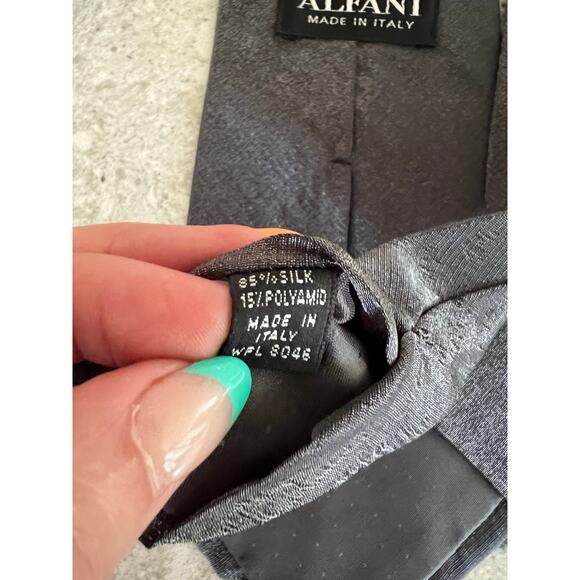 ALFANI
MADE IN ITALY
85% SILK
15% POLYAMID
MADE IN
ITALY
WPL 8046